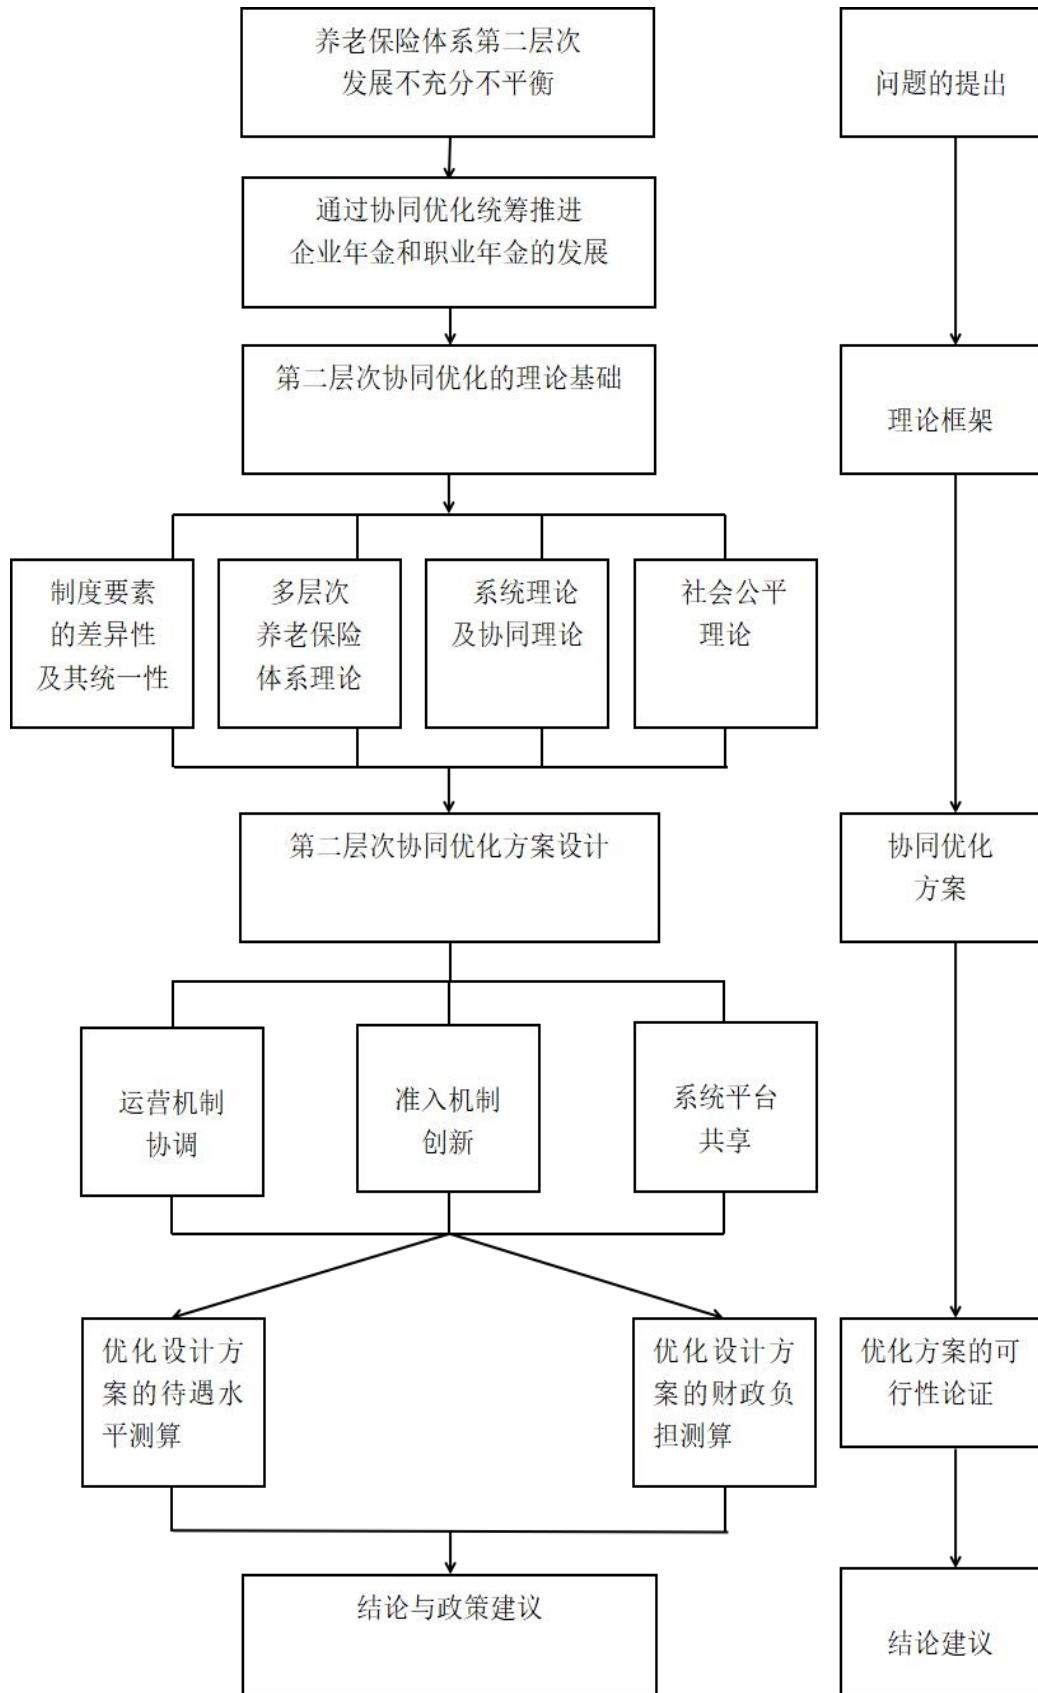 养老保险体系第二层次
发展不充分不平衡
问题的提出
通过协同优化统筹推进
企业年金和职业年金的发展
第二层次协同优化的理论基础
理论框架
制度要素
的差异性
及其统一性
多层次
养老保险
体系理论
系统理论
及协同理论
社会公平
理论
第二层次协同优化方案设计
协同优化
方案
运营机制
协调
准入机制
创新
系统平台
共享
优化设计方
案的待遇水
平测算
优化设计方
案的财政负
担测算
优化方案的可
行性论证
结论与政策建议
结论建议